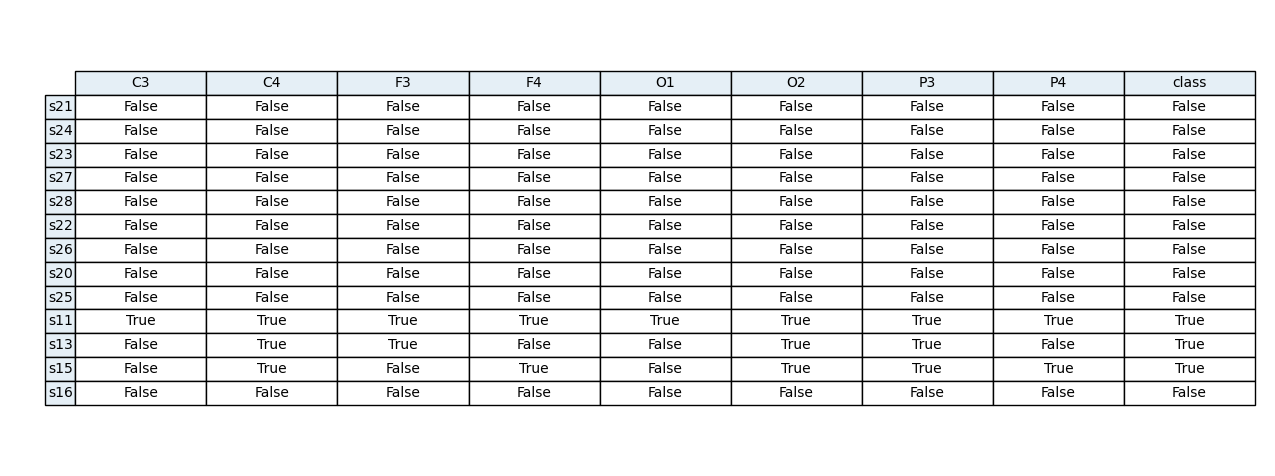 C3 C4 F3 F4 O1 O2 P3 P4 class
s21 False False False False False False False False False
s24 False False False False False False False False False
s23 False False False False False False False False False
s27 False False False False False False False False False
s28 False False False False False False False False False
s22 False False False False False False False False False
s26 False False False False False False False False False
s20 False False False False False False False False False
s25 False False False False False False False False False
s11 True True True True True True True True True
s13 False True True False False True True False True
s15 False True False True False True True True True
s16 False False False False False False False False False